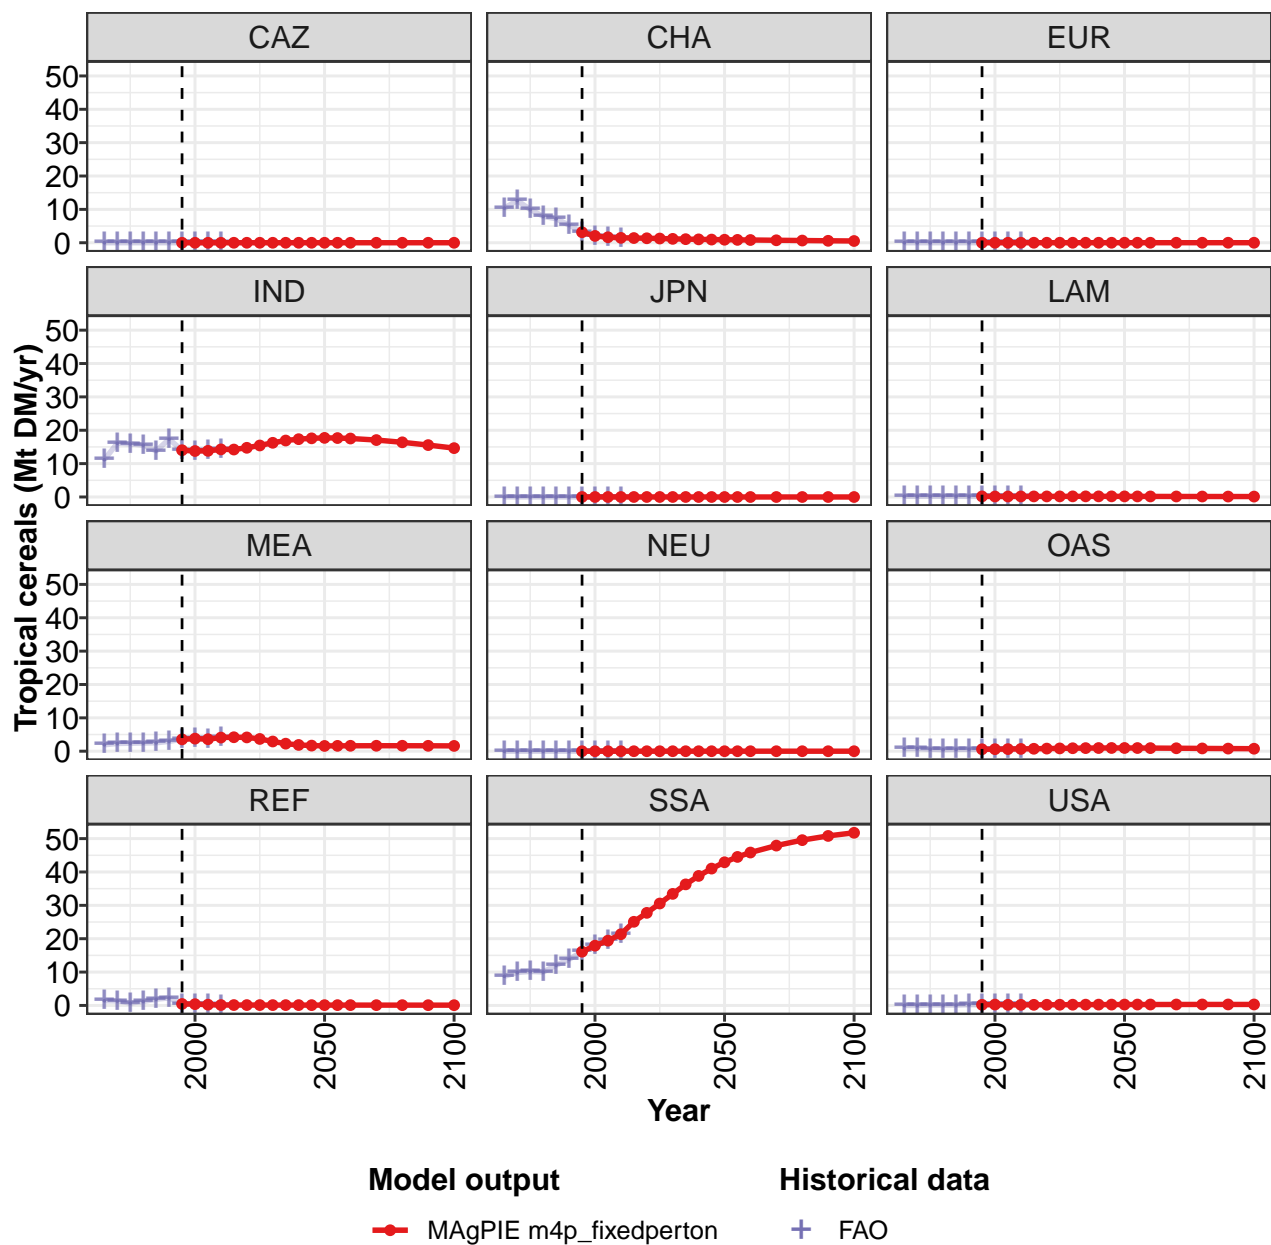 CAZ CHA EUR
50
40
30
20
10
0
IND JPN LAM
50
40
30
20
10
0
MEA NEU OAS
50
40
30
20
10
0
REF SSA USA
50
40
30
20
10
0
Tropical cereals (Mt DM/yr)
2000 2050 2100 2000 2050 2100 2000 2050 2100
Year
Model output Historical data
MAgPIE m4p_fixedperton FAO